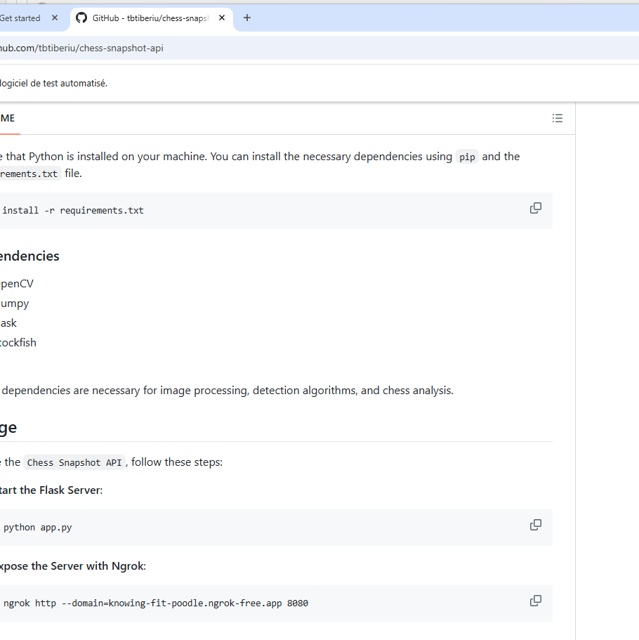 Get started
GitHub - tbtiberiu/chess-snaps
hub.com/tbtiberiu/chess-snapshot-api
logiciel de test automatisé.
ME
e that Python is installed on your machine. You can install the necessary dependencies using pip and the
rements.txt file.
install -r requirements.txt
endencies
penCV
umpy
ask
tockfish
dependencies are necessary for image processing, detection algorithms, and chess analysis.
ge
e the Chess Snapshot API, follow these steps:
tart the Flask Server:
python app.py
xpose the Server with Ngrok:
ngrok http --domain=knowing-fit-poodle.ngrok-free.app 8080